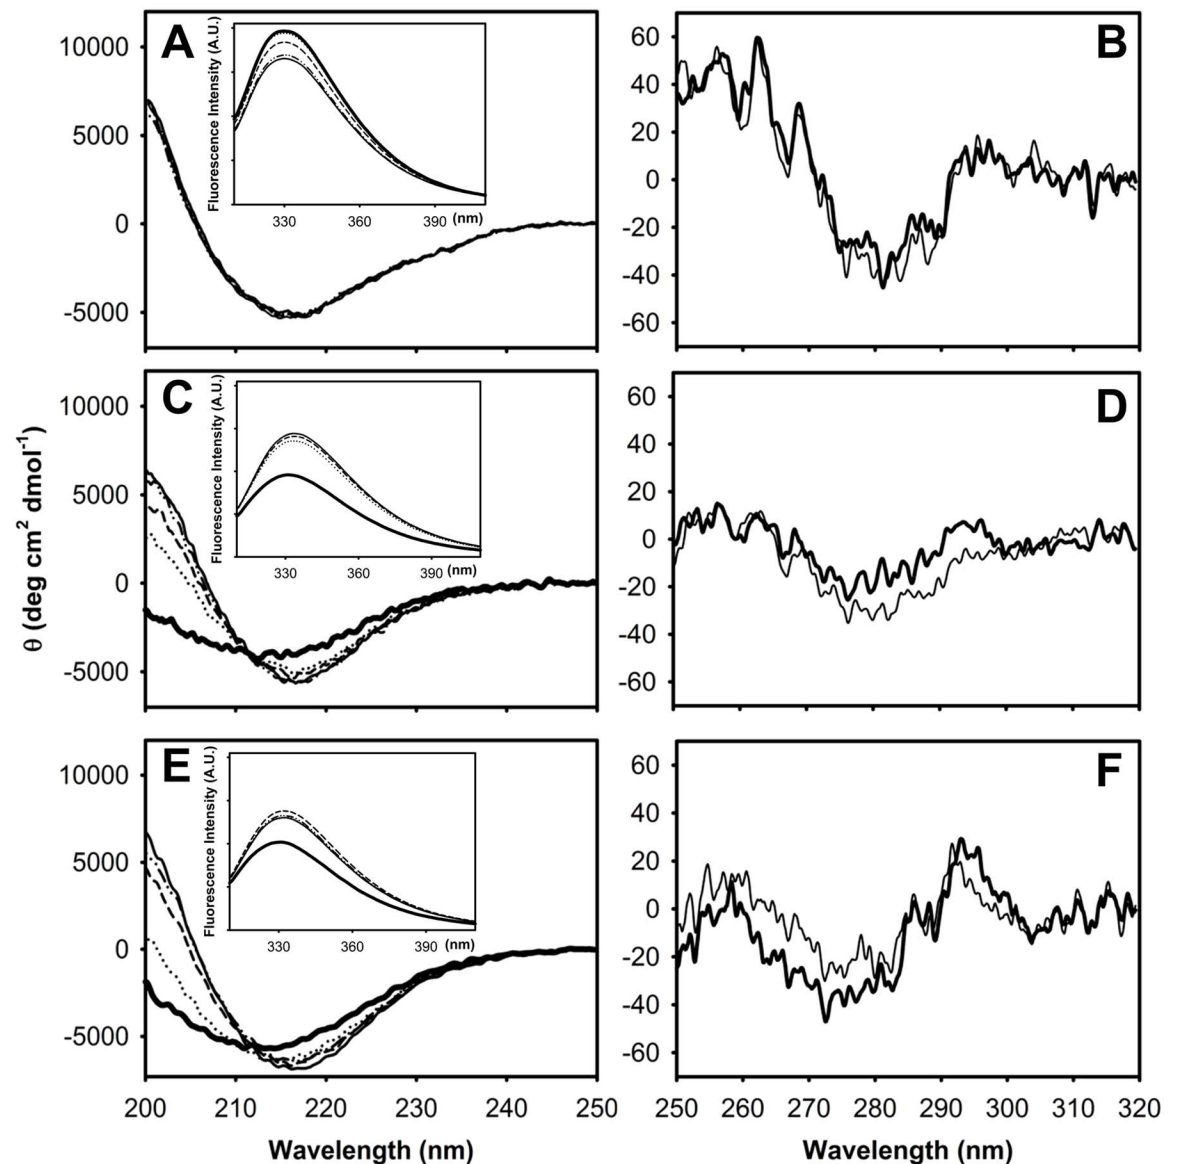 A
10000
5000
0
-5000
Fluorescence Intensity (A.U.)
330 360 390 (nm)
B
60
40
20
0
-20
-40
-60
C
10000
5000
0
-5000
Fluorescence Intensity (A.U.)
330 360 390 (nm)
D
60
40
20
0
-20
-40
-60
θ (deg cm² dmol⁻¹)
E
10000
5000
0
-5000
Fluorescence Intensity (A.U.)
330 360 390 (nm)
200 210 220 230 240 250
Wavelength (nm)
F
60
40
20
0
-20
-40
-60
250 260 270 280 290 300 310 320
Wavelength (nm)